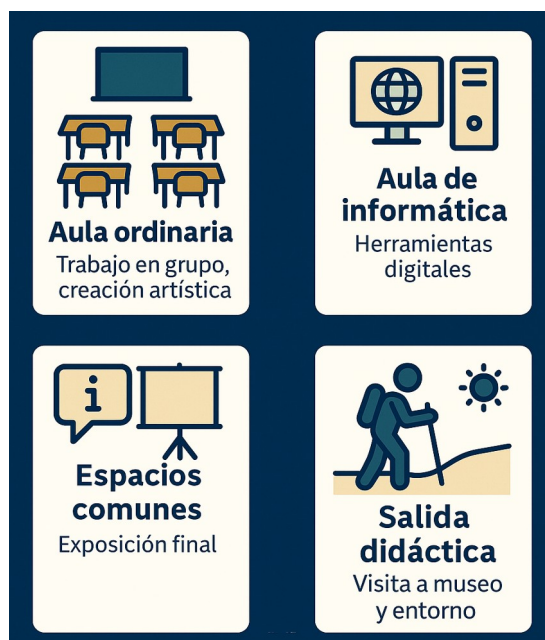 Aula ordinaria
Trabajo en grupo,
creación artística
Aula de
informática
Herramientas
digitales
i
Espacios
comunes
Exposición final
Salida
didáctica
Visita a museo
y entorno